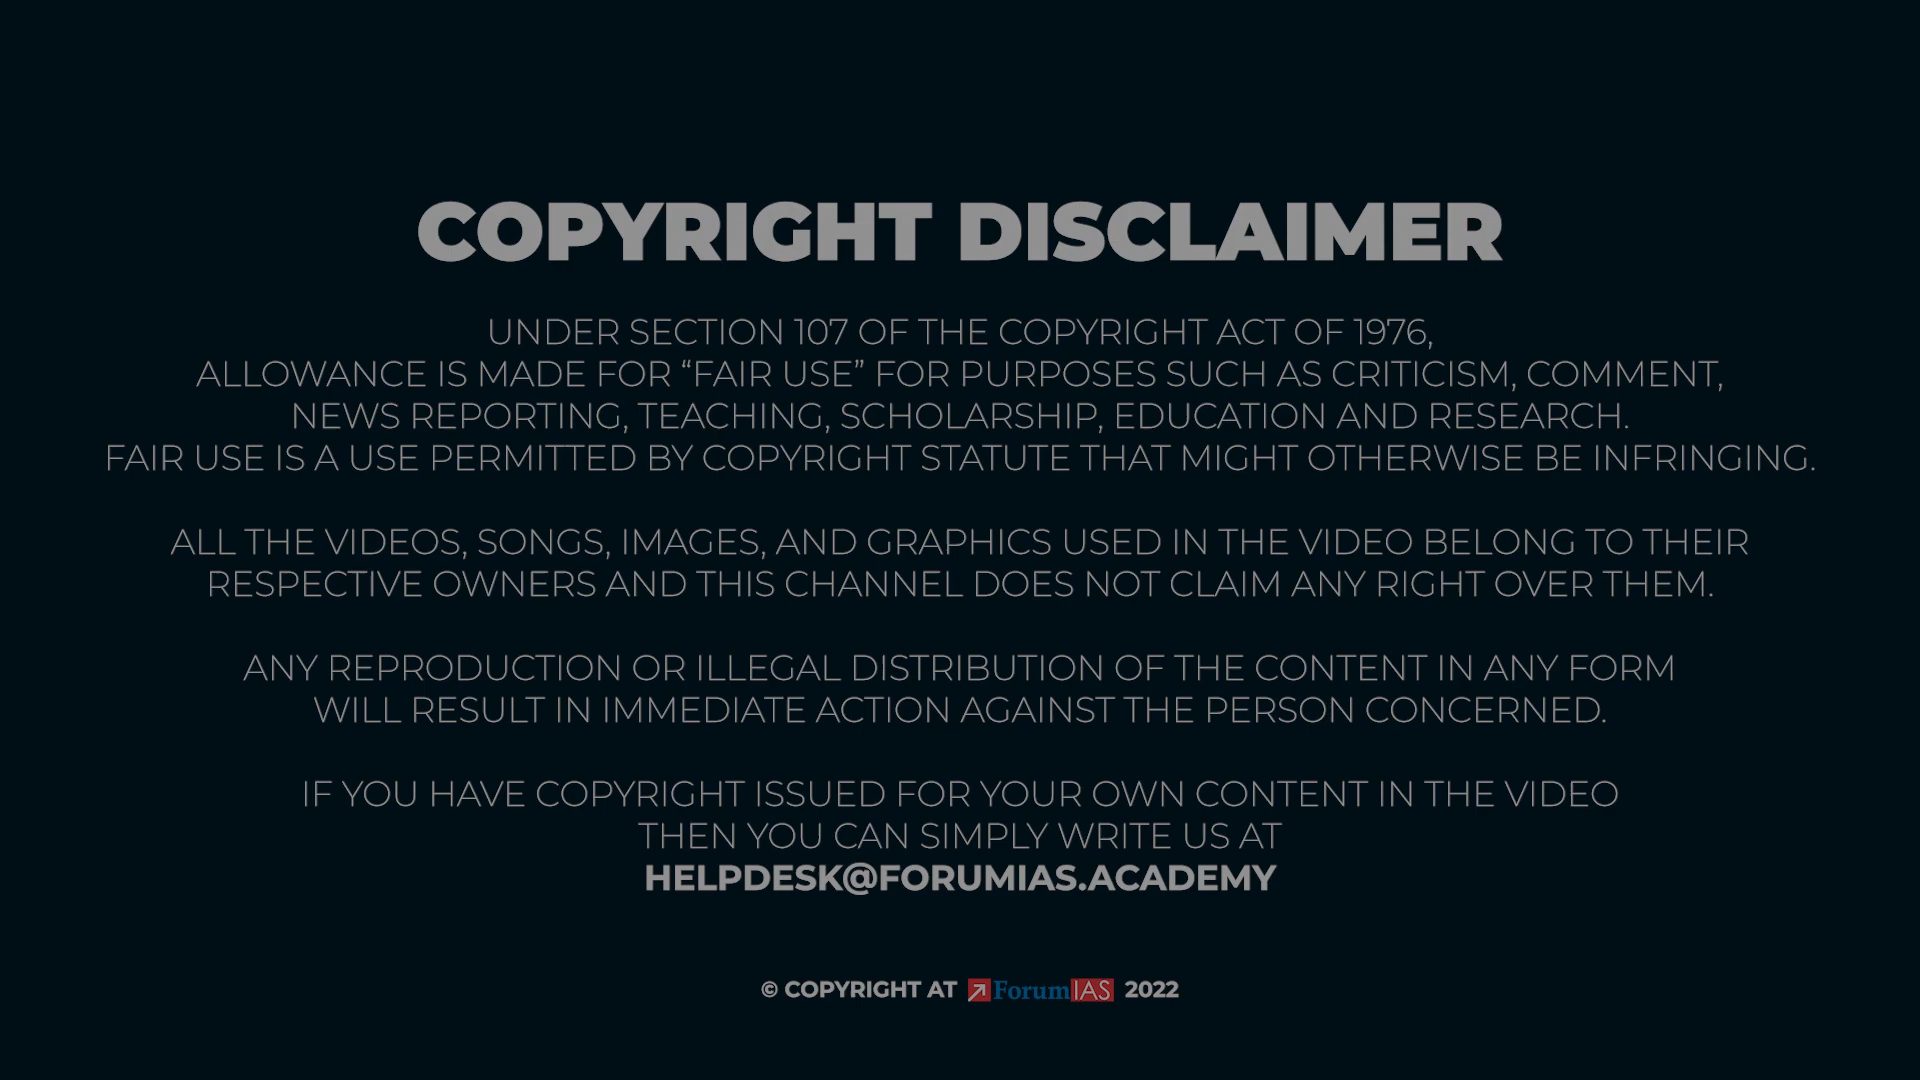 COPYRIGHT DISCLAIMER
UNDER SECTION 107 OF THE COPYRIGHT ACT OF 1976,
ALLOWANCE IS MADE FOR “FAIR USE” FOR PURPOSES SUCH AS CRITICISM, COMMENT,
NEWS REPORTING, TEACHING, SCHOLARSHIP, EDUCATION AND RESEARCH.
FAIR USE IS A USE PERMITTED BY COPYRIGHT STATUTE THAT MIGHT OTHERWISE BE INFRINGING.
ALL THE VIDEOS, SONGS, IMAGES, AND GRAPHICS USED IN THE VIDEO BELONG TO THEIR
RESPECTIVE OWNERS AND THIS CHANNEL DOES NOT CLAIM ANY RIGHT OVER THEM.
ANY REPRODUCTION OR ILLEGAL DISTRIBUTION OF THE CONTENT IN ANY FORM
WILL RESULT IN IMMEDIATE ACTION AGAINST THE PERSON CONCERNED.
IF YOU HAVE COPYRIGHT ISSUED FOR YOUR OWN CONTENT IN THE VIDEO
THEN YOU CAN SIMPLY WRITE US AT
HELPDESK@FORUMIAS.ACADEMY
© COPYRIGHT AT ForumIAS 2022